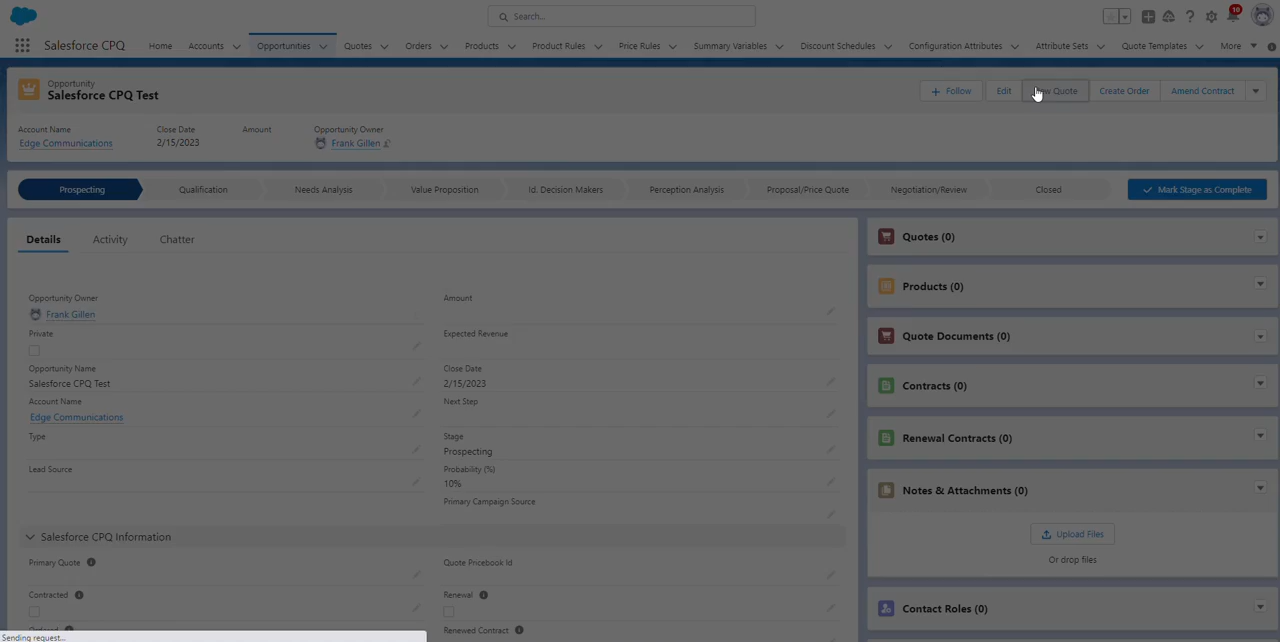 Search...
10
Salesforce CPQ
Home
Accounts
Opportunities
Quotes
Orders
Products
Product Rules
Price Rules
Summary Variables
Discount Schedules
Configuration Attributes
Attribute Sets
Quote Templates
More
Opportunity
Salesforce CPQ Test
Follow
Edit
Quote
Create Order
Amend Contract
Account Name
Close Date
Amount
Opportunity Owner
Edge Communications
2/15/2023
Frank Gillen
Prospecting
Qualification
Needs Analysis
Value Proposition
Id. Decision Makers
Perception Analysis
Proposal/Price Quote
Negotiation/Review
Closed
Mark Stage as Complete
Details
Activity
Chatter
Opportunity Owner
Frank Gillen
Amount
Private
Expected Revenue
Opportunity Name
Salesforce CPQ Test
Close Date
2/15/2023
Account Name
Edge Communications
Next Step
Type
Stage
Prospecting
Lead Source
Probability (%)
10%
Primary Campaign Source
Salesforce CPQ Information
Primary Quote
Quote Pricebook Id
Contracted
Renewal
Ordered
Renewed Contract
Sending request...
Quotes (0)
Products (0)
Quote Documents (0)
Contracts (0)
Renewal Contracts (0)
Notes & Attachments (0)
Upload Files
Or drop files
Contact Roles (0)